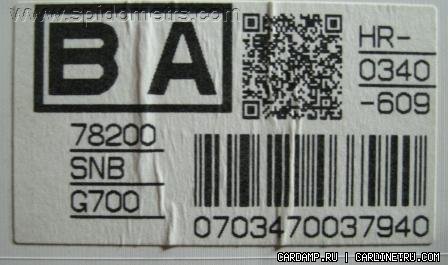 www.spidometrs.com
BA
HR-
0340
-609
78200
SNB
G700
0703470037940
CARDAMP.RU | CARDINETRU.COM